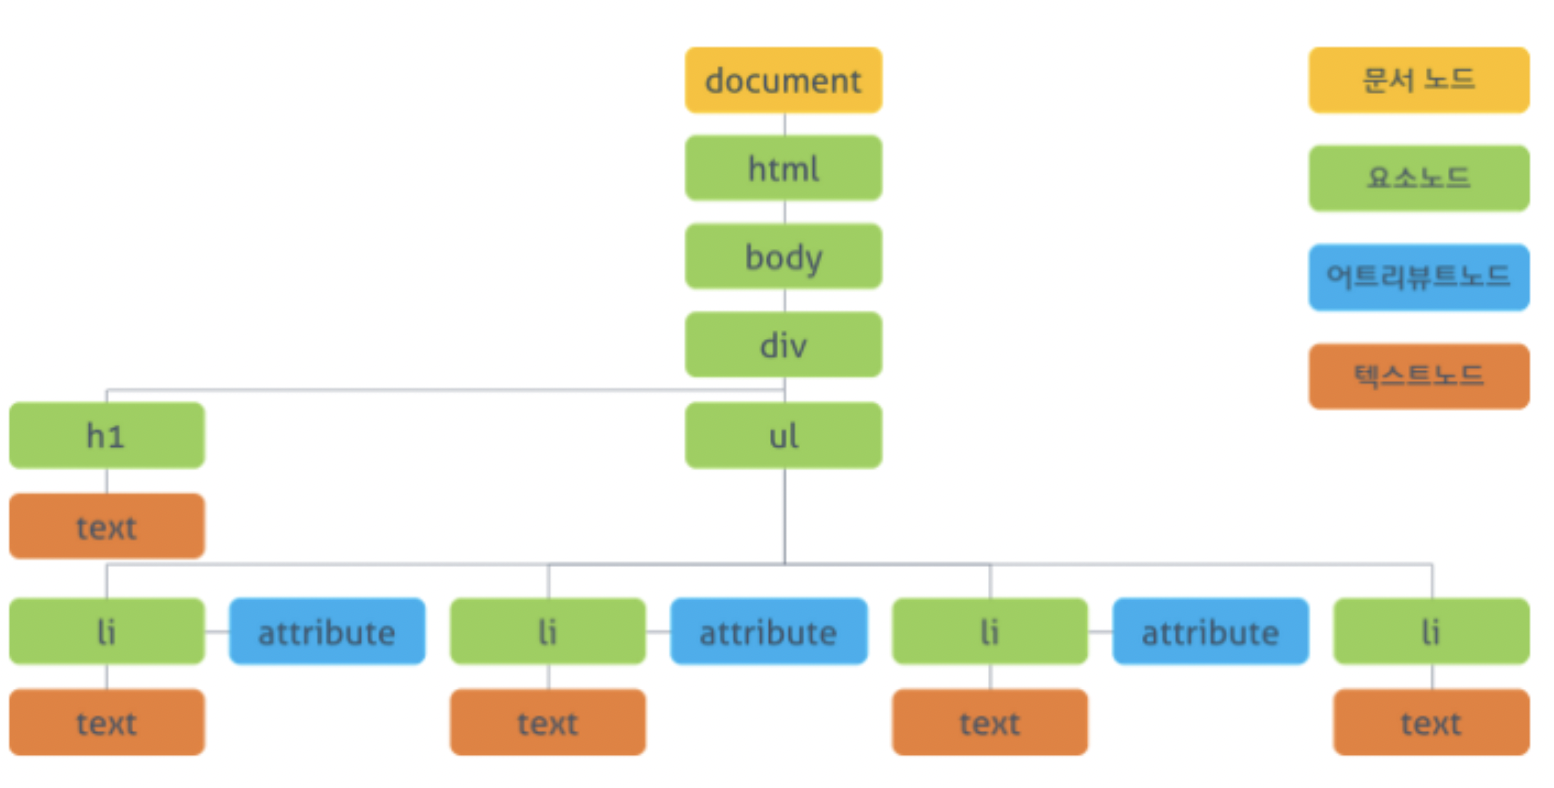 document
문서 노드
html
요소노드
body
어트리뷰트노드
div
텍스트노드
h1
ul
text
li
attribute
li
attribute
li
attribute
li
text
text
text
text